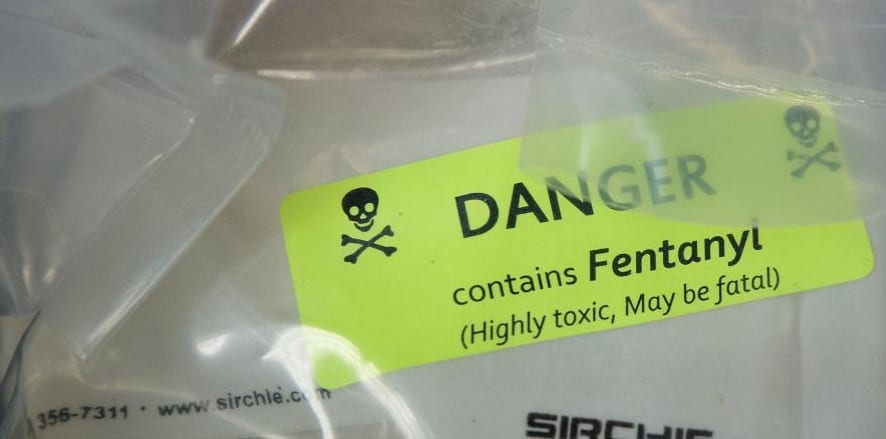 DANGER
contains Fentanyl
(Highly toxic, May be fatal)
356-7311 · www.sirchie.com
SIRCHIE